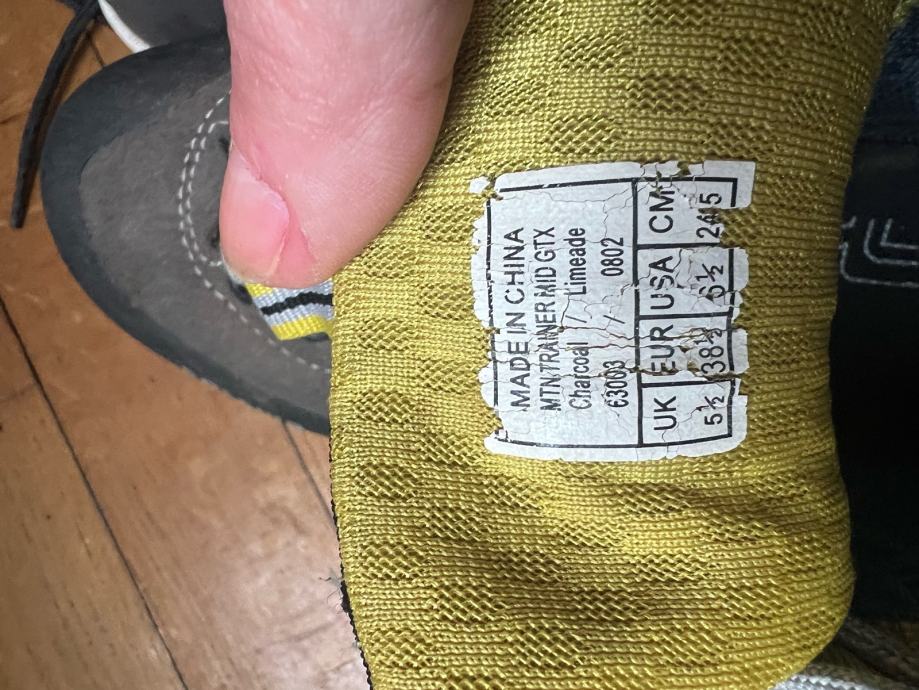 MADE IN CHINA
MTN TRAINER MID GTX
Charcoal / Limeade
0802
UK EUR USA CM
5½ 38½ 6½ 24.5